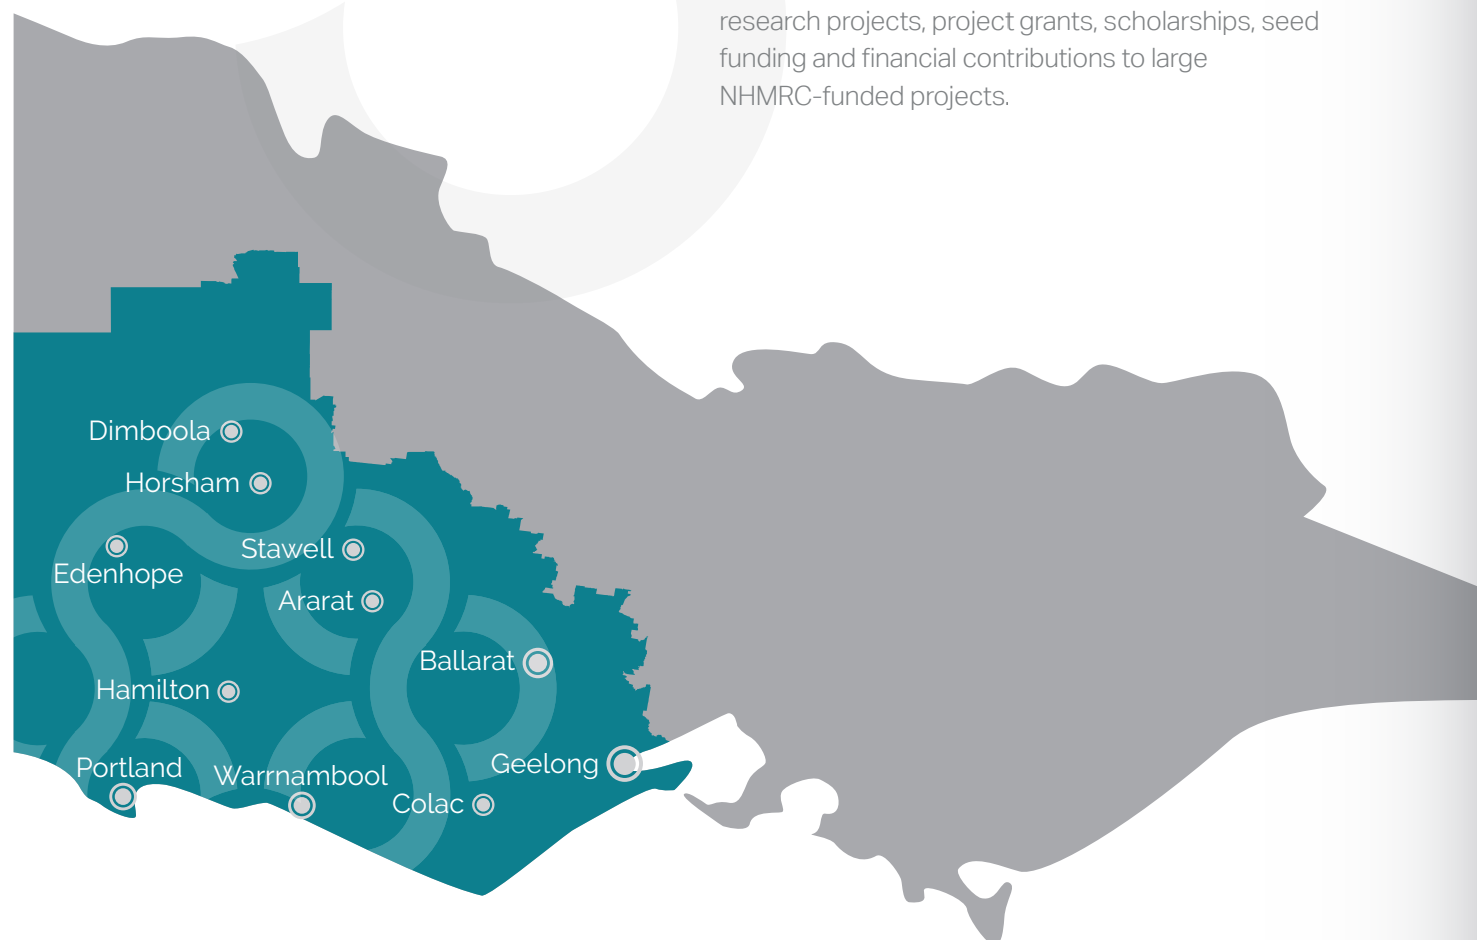 research projects, project grants, scholarships, seed
funding and financial contributions to large
NHMRC-funded projects.
Dimboola
Horsham
Stawell
Edenhope
Ararat
Ballarat
Hamilton
Geelong
Portland
Warrnambool
Colac